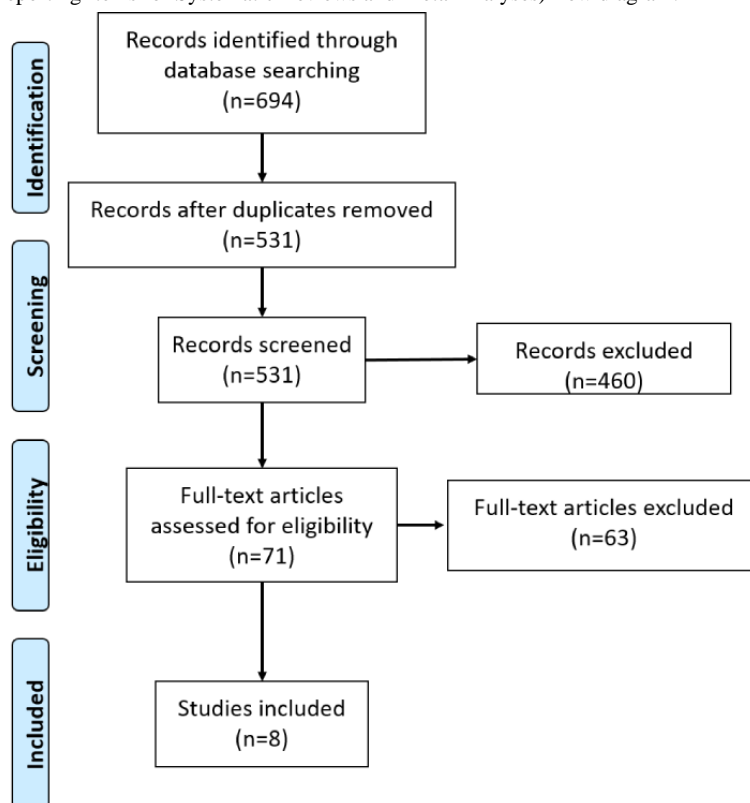 Records identified through
database searching
(n=694)
Identification
Records after duplicates removed
(n=531)
Screening
Records screened
(n=531)
Records excluded
(n=460)
Eligibility
Full-text articles
assessed for eligibility
(n=71)
Full-text articles excluded
(n=63)
Included
Studies included
(n=8)